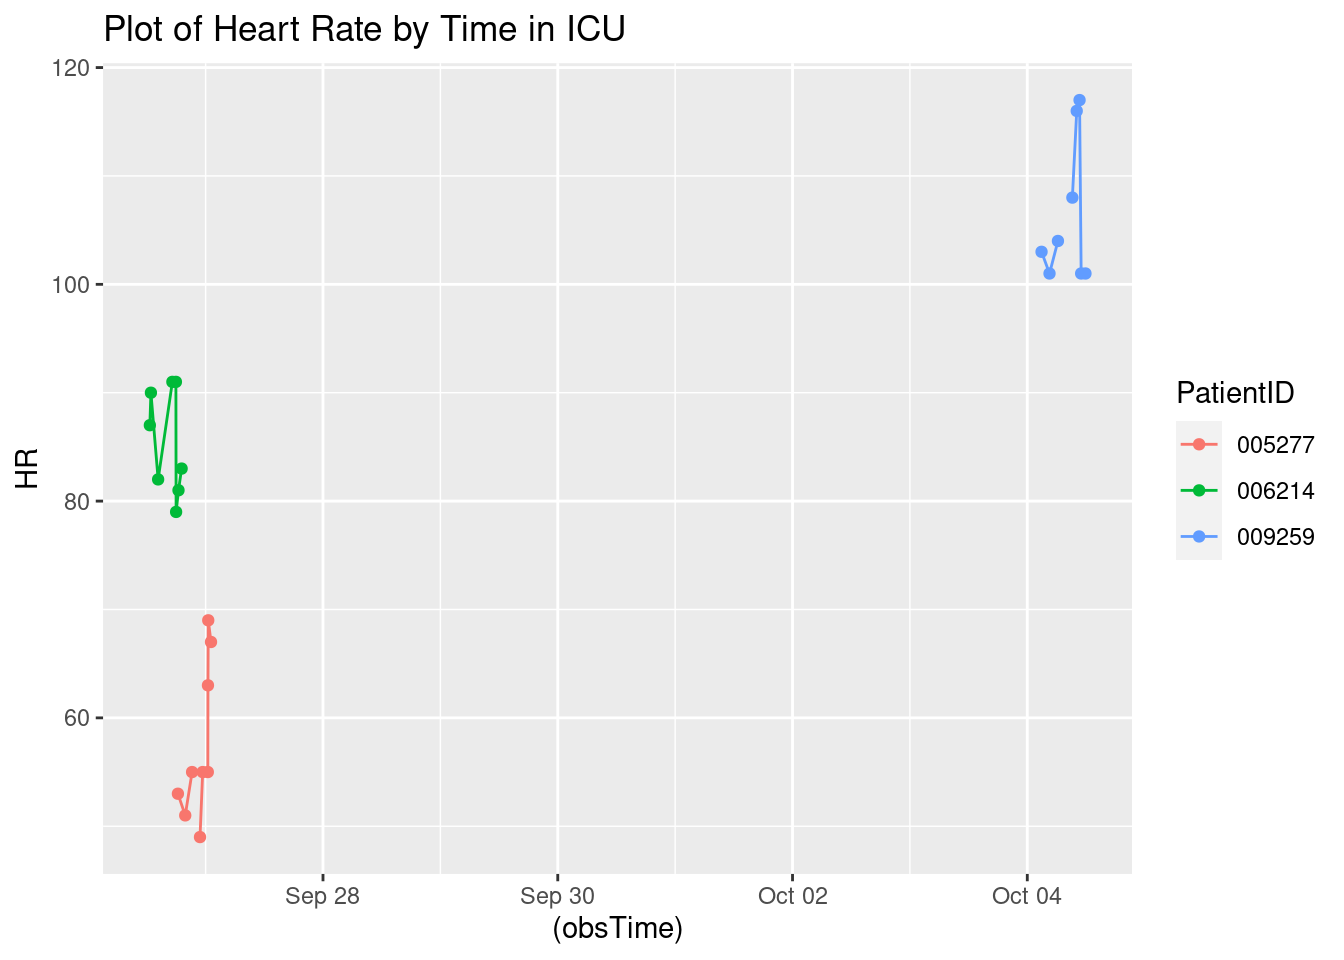 Plot of Heart Rate by Time in ICU
120
100
80
60
HR
Sep 28
Sep 30
Oct 02
Oct 04
(obsTime)
PatientID
005277
006214
009259